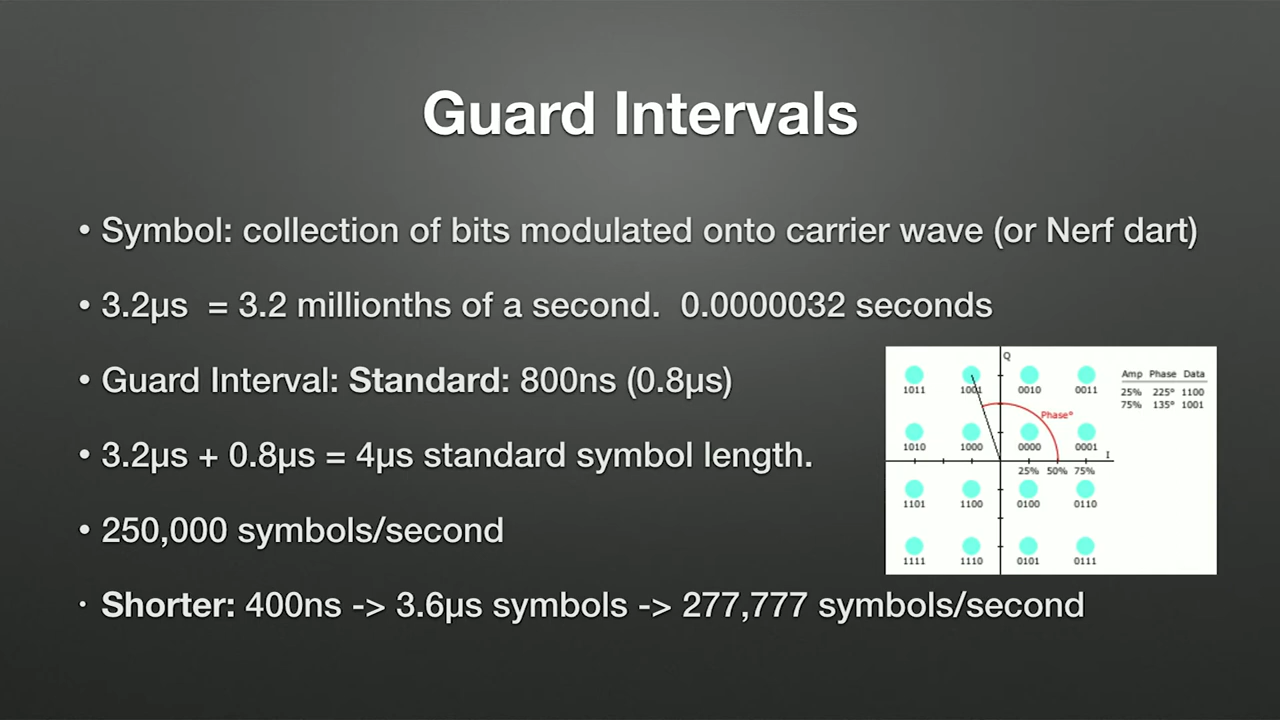 Guard Intervals
• Symbol: collection of bits modulated onto carrier wave (or Nerf dart)
• 3.2µs = 3.2 millionths of a second. 0.0000032 seconds
• Guard Interval: Standard: 800ns (0.8µs)
• 3.2µs + 0.8µs = 4µs standard symbol length.
• 250,000 symbols/second
• Shorter: 400ns -> 3.6µs symbols -> 277,777 symbols/second
Q
1011 1001 0010 0011
Phase°
1010 1000 0000 0001
I
25% 50% 75%
1101 1100 0100 0110
1111 1110 0101 0111
Amp Phase Data
25% 225° 1100
75% 135° 1001